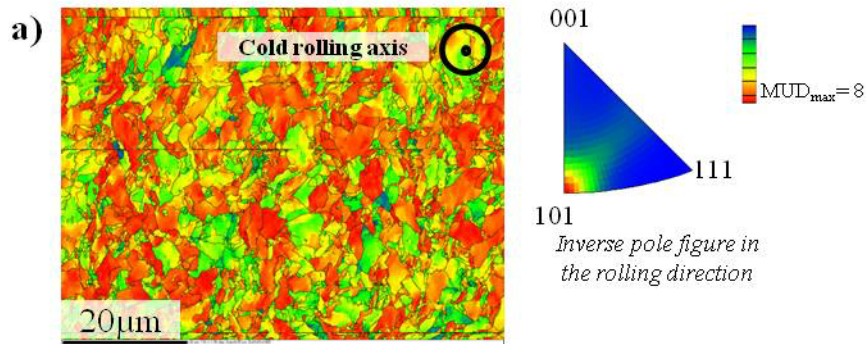 a)
Cold rolling axis
20µm
001
MUDmax=8
111
101
Inverse pole figure in
the rolling direction